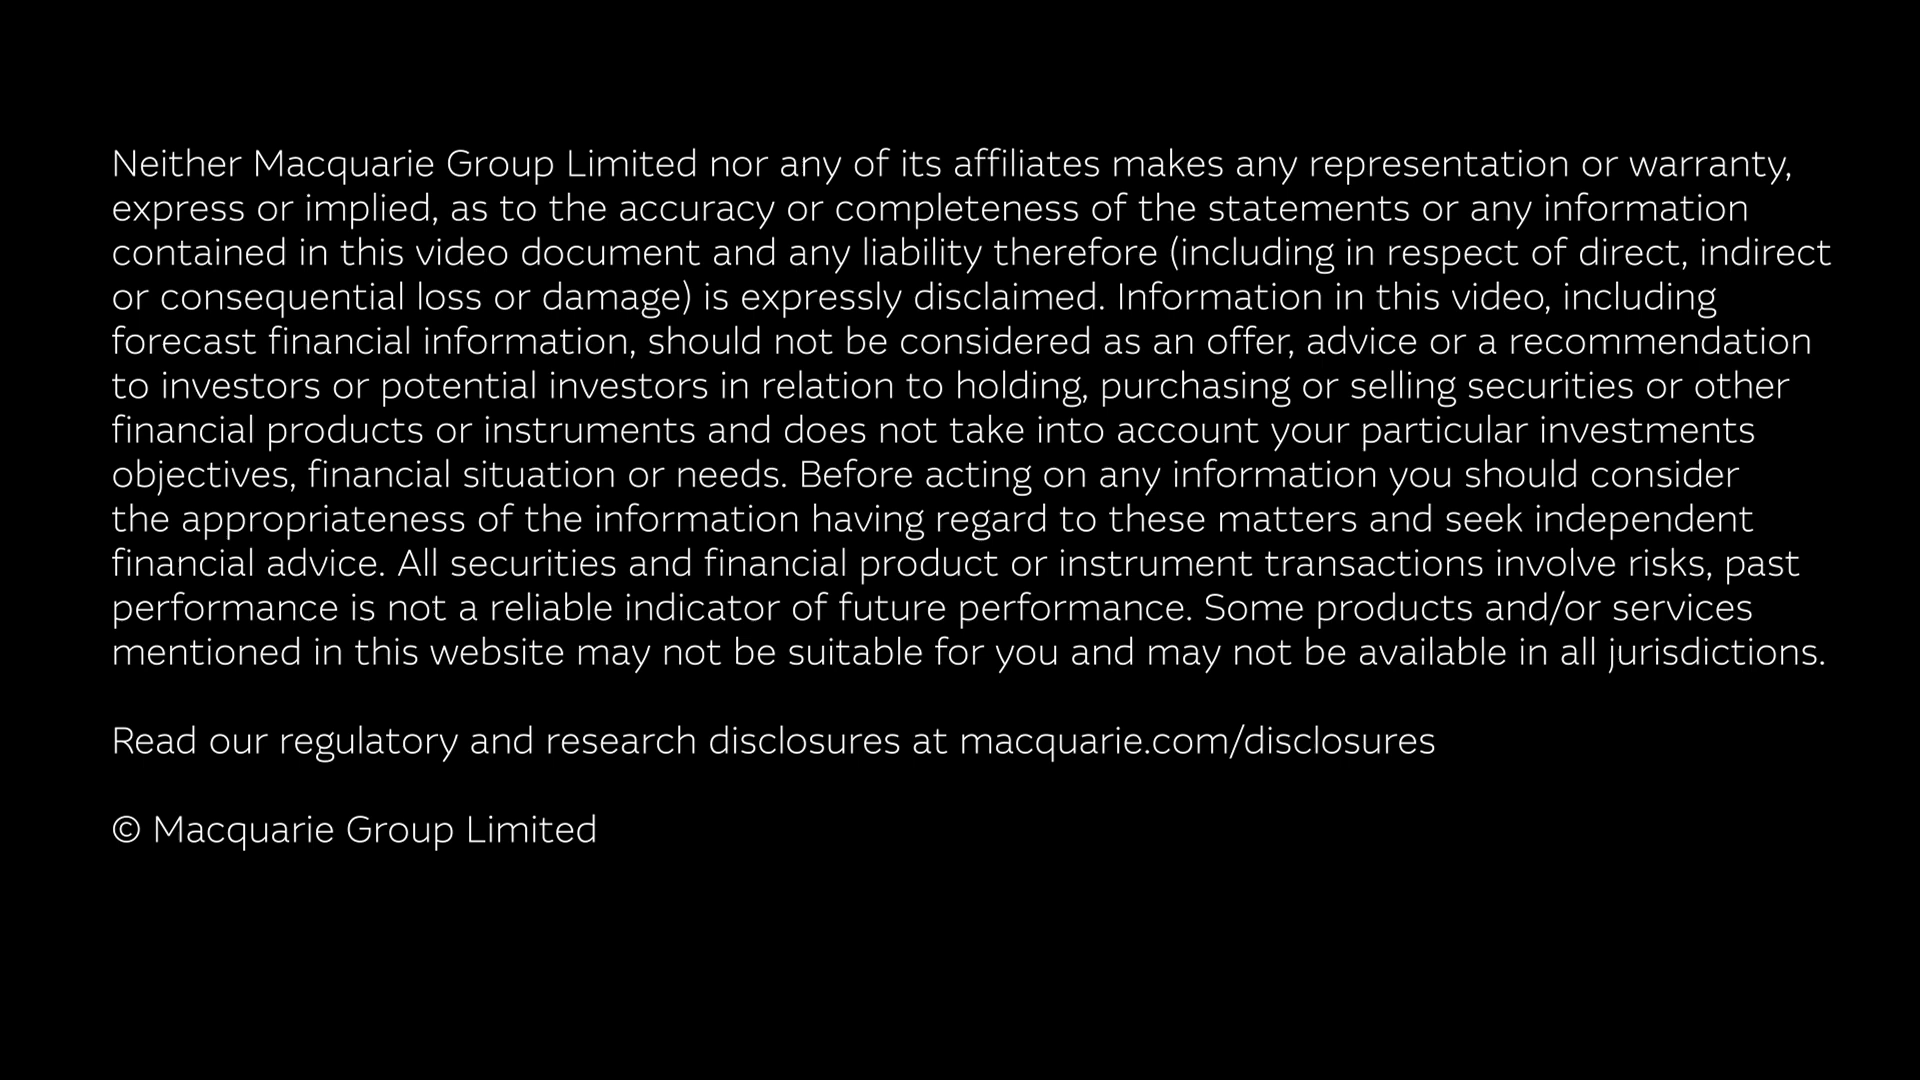 Neither Macquarie Group Limited nor any of its affiliates makes any representation or warranty,
express or implied, as to the accuracy or completeness of the statements or any information
contained in this video document and any liability therefore (including in respect of direct, indirect
or consequential loss or damage) is expressly disclaimed. Information in this video, including
forecast financial information, should not be considered as an offer, advice or a recommendation
to investors or potential investors in relation to holding, purchasing or selling securities or other
financial products or instruments and does not take into account your particular investments
objectives, financial situation or needs. Before acting on any information you should consider
the appropriateness of the information having regard to these matters and seek independent
financial advice. All securities and financial product or instrument transactions involve risks, past
performance is not a reliable indicator of future performance. Some products and/or services
mentioned in this website may not be suitable for you and may not be available in all jurisdictions.
Read our regulatory and research disclosures at macquarie.com/disclosures
© Macquarie Group Limited